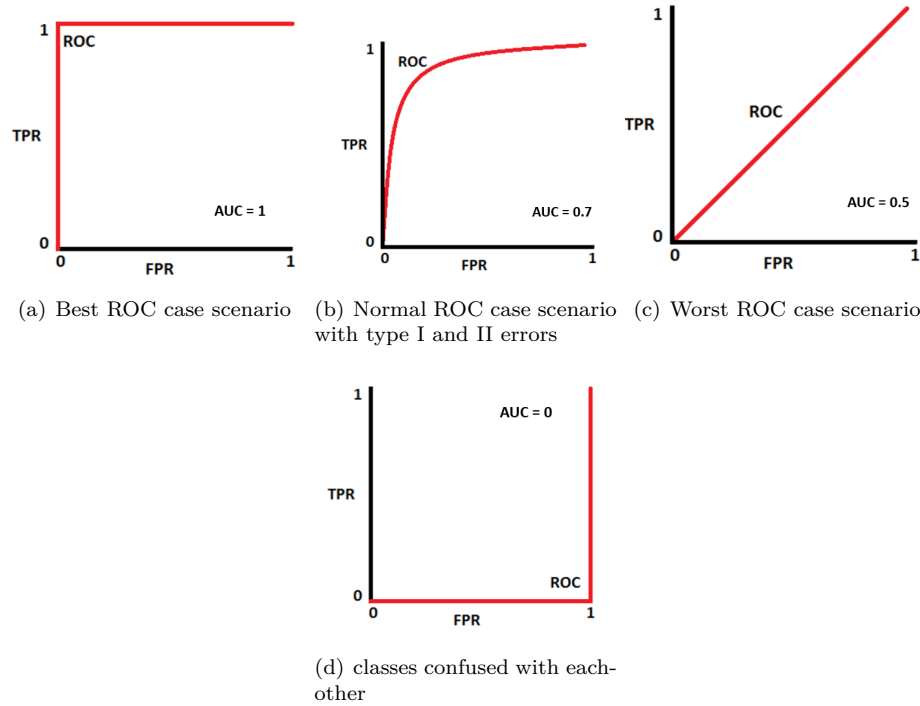 1
ROC
TPR
AUC = 1
0
0
1
FPR
(a) Best ROC case scenario
1
ROC
TPR
AUC = 0.7
0
0
1
FPR
(b) Normal ROC case scenario
with type I and II errors
1
ROC
TPR
AUC = 0.5
0
0
1
FPR
(c) Worst ROC case scenario
1
AUC = 0
TPR
ROC
0
0
1
FPR
(d) classes confused with each-
other